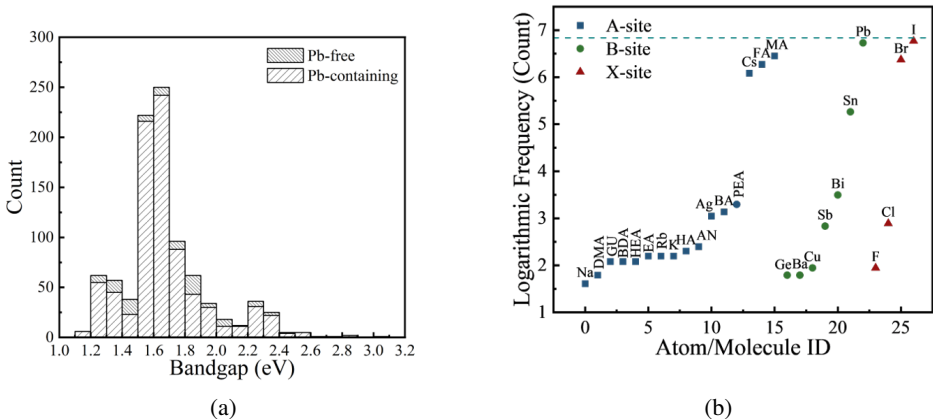 300
250
200
150
100
50
0
Count
Pb-free
Pb-containing
1.0 1.2 1.4 1.6 1.8 2.0 2.2 2.4 2.6 2.8 3.0 3.2
Bandgap (eV)
(a)
7
6
5
4
3
2
1
Logarithmic Frequency (Count)
A-site
B-site
X-site
Na
DMA
GU
BDA
HEA
EA
Rb
K
HA
AN
Ag
BA
PEA
Cs
FA
MA
Ge
Ba
Cu
Sb
Bi
Sn
Pb
F
Cl
Br
I
0 5 10 15 20 25
Atom/Molecule ID
(b)